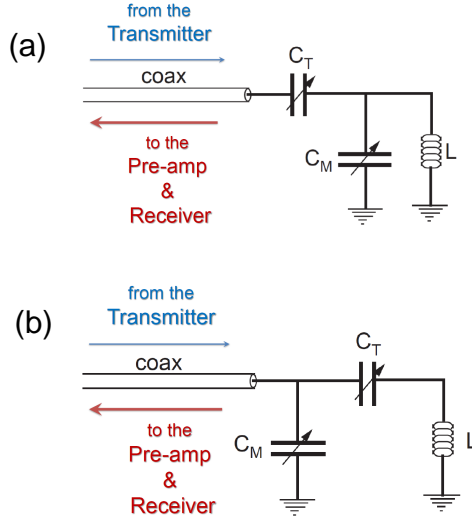 (a)
from the
Transmitter
coax
C_T
to the
Pre-amp
&
Receiver
C_M
L
(b)
from the
Transmitter
coax
C_T
to the
Pre-amp
&
Receiver
C_M
L